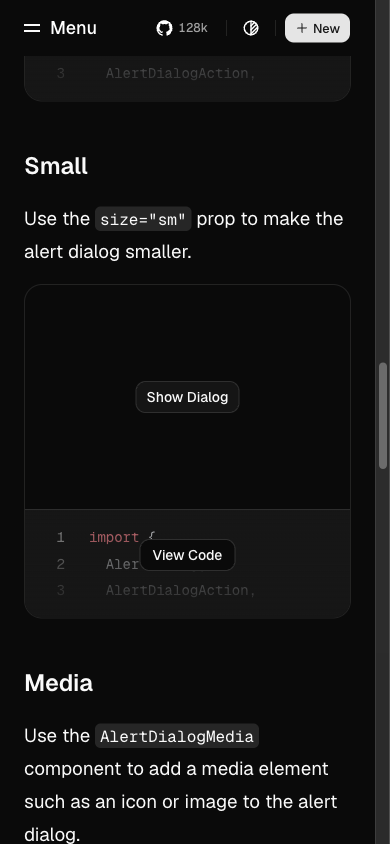 Menu
128k
+ New
3 AlertDialogAction,
Small
Use the size="sm" prop to make the
alert dialog smaller.
Show Dialog
1 import {
2 Aler
View Code
3 AlertDialogAction,
Media
Use the AlertDialogMedia
component to add a media element
such as an icon or image to the alert
dialog.